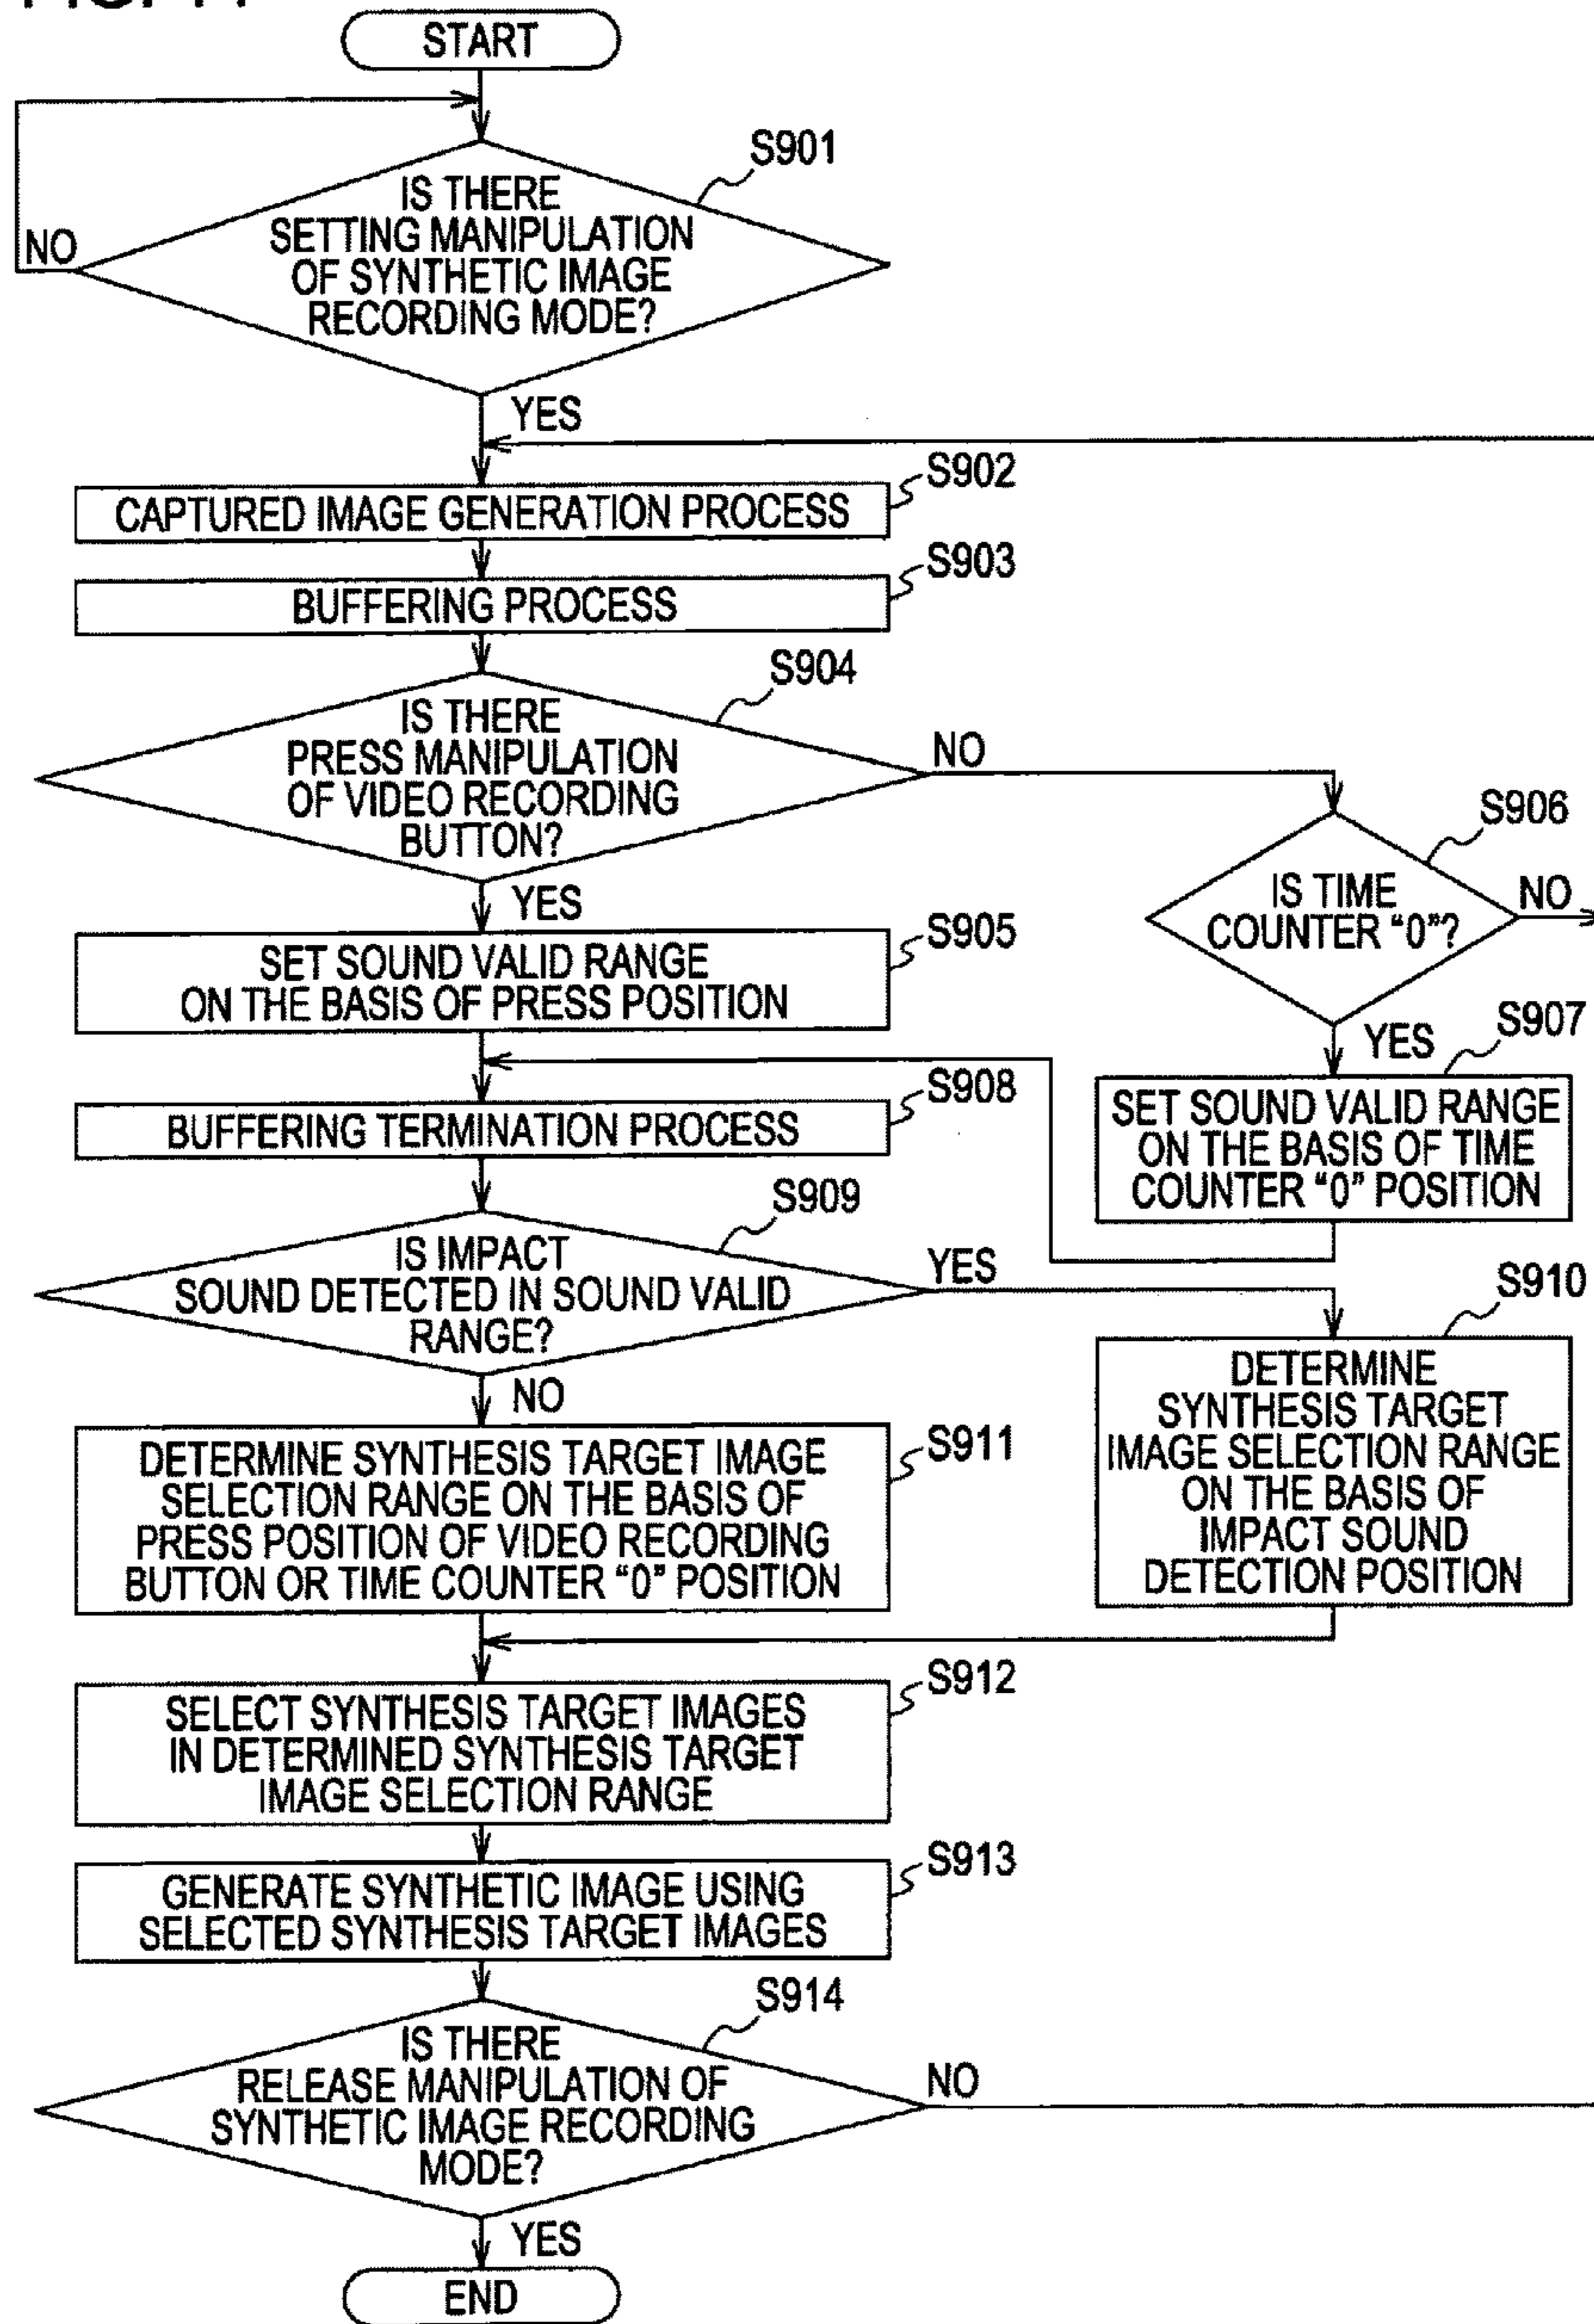 START
S901
IS THERE
SETTING MANIPULATION
OF SYNTHETIC IMAGE
RECORDING MODE?
NO
YES
S902
CAPTURED IMAGE GENERATION PROCESS
S903
BUFFERING PROCESS
S904
IS THERE
PRESS MANIPULATION
OF VIDEO RECORDING
BUTTON?
NO
YES
S906
IS TIME
COUNTER “0”?
NO
YES
S905
SET SOUND VALID RANGE
ON THE BASIS OF PRESS POSITION
S907
SET SOUND VALID RANGE
ON THE BASIS OF TIME
COUNTER “0” POSITION
S908
BUFFERING TERMINATION PROCESS
S909
IS IMPACT
SOUND DETECTED IN SOUND VALID
RANGE?
YES
NO
S910
DETERMINE
SYNTHESIS TARGET
IMAGE SELECTION RANGE
ON THE BASIS OF
IMPACT SOUND
DETECTION POSITION
S911
DETERMINE SYNTHESIS TARGET IMAGE
SELECTION RANGE ON THE BASIS OF
PRESS POSITION OF VIDEO RECORDING
BUTTON OR TIME COUNTER “0” POSITION
S912
SELECT SYNTHESIS TARGET IMAGES
IN DETERMINED SYNTHESIS TARGET
IMAGE SELECTION RANGE
S913
GENERATE SYNTHETIC IMAGE USING
SELECTED SYNTHESIS TARGET IMAGES
S914
IS THERE
RELEASE MANIPULATION OF
SYNTHETIC IMAGE RECORDING
MODE?
NO
YES
END